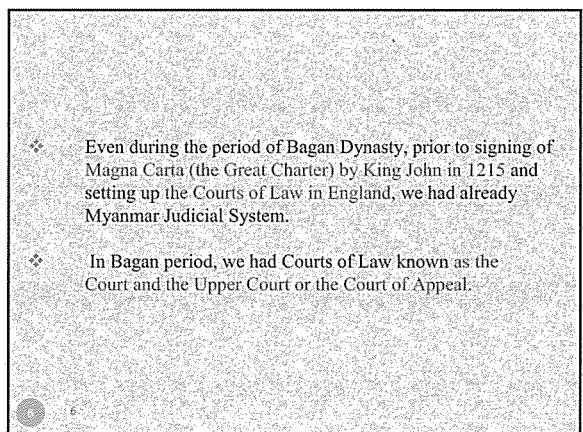 Even during the period of Bagan Dynasty, prior to signing of
Magna Carta (the Great Charter) by King John in 1215 and
setting up the Courts of Law in England, we had already
Myanmar Judicial System.
In Bagan period, we had Courts of Law known as the
Court and the Upper Court or the Court of Appeal.
6 6